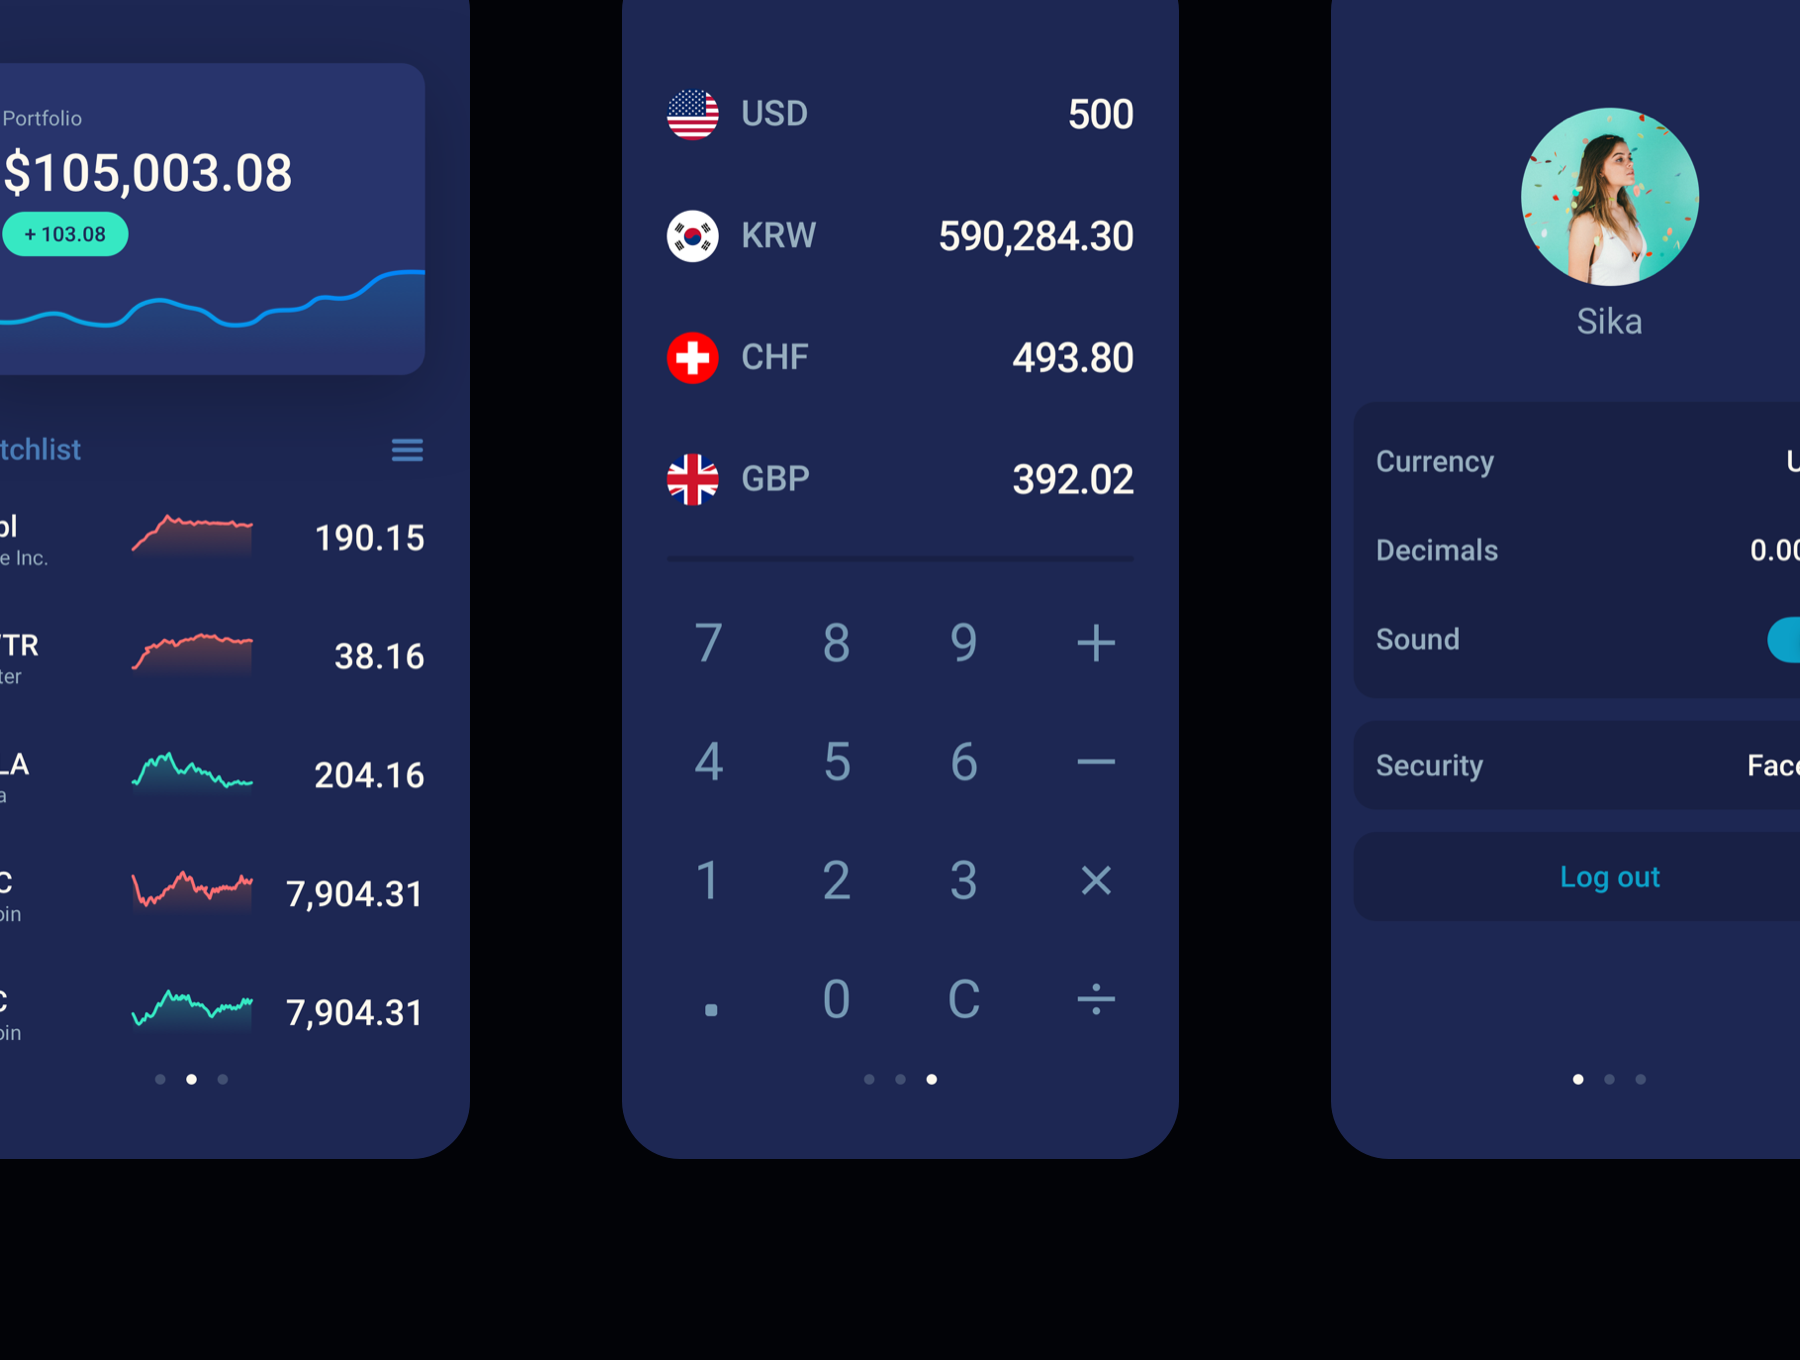 Portfolio
$105,003.08
+ 103.08
tchlist
190.15
e Inc.
TR
38.16
ter
LA
204.16
a
C
7,904.31
oin
C
7,904.31
oin
USD 500
KRW 590,284.30
CHF 493.80
GBP 392.02
7 8 9 +
4 5 6 −
1 2 3 ×
. 0 C ÷
Sika
Currency U
Decimals 0.00
Sound
Security Face
Log out